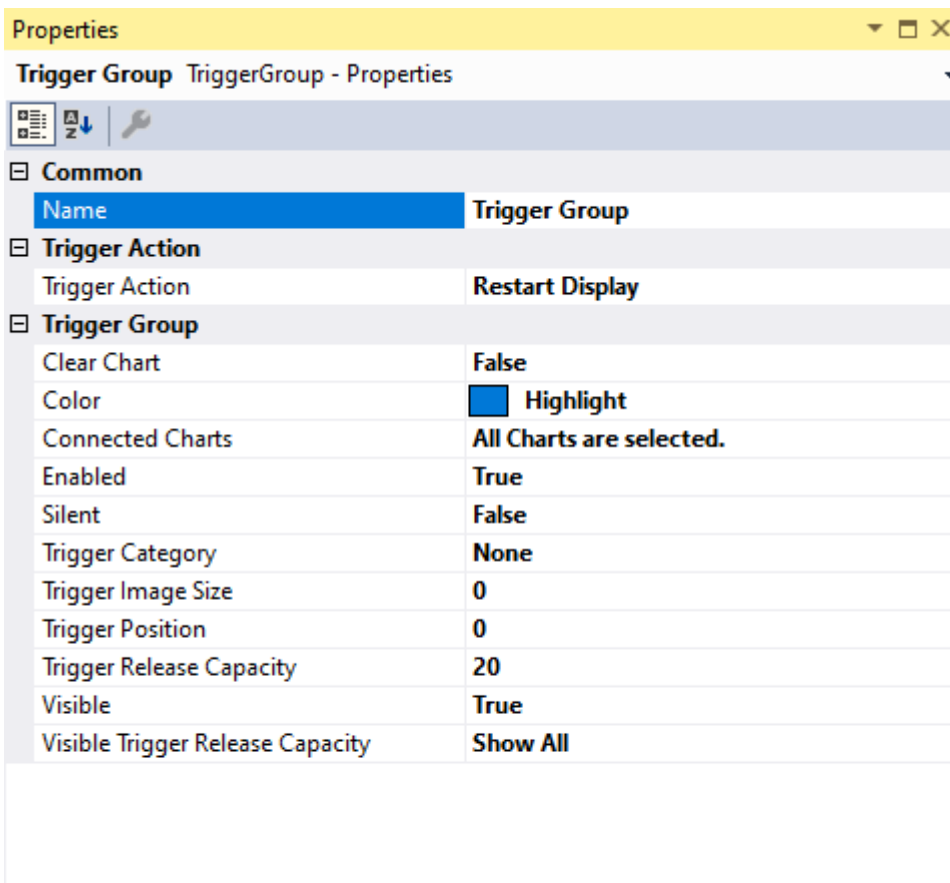 Properties
Trigger Group TriggerGroup - Properties
Common
Name Trigger Group
Trigger Action
Trigger Action Restart Display
Trigger Group
Clear Chart False
Color Highlight
Connected Charts All Charts are selected.
Enabled True
Silent False
Trigger Category None
Trigger Image Size 0
Trigger Position 0
Trigger Release Capacity 20
Visible True
Visible Trigger Release Capacity Show All